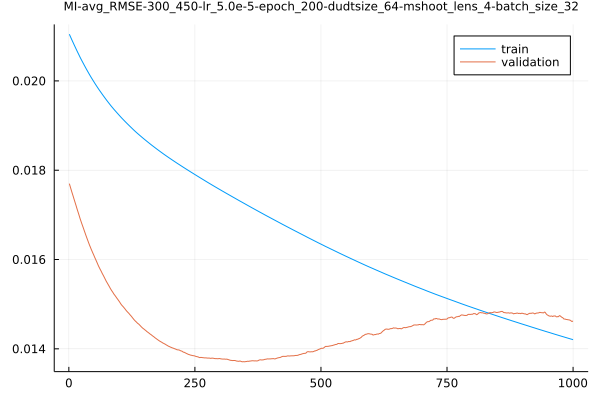 MI-avg_RMSE-300_450-lr_5.0e-5-epoch_200-dudtsize_64-mshoot_lens_4-batch_size_32
train
validation
0.020
0.018
0.016
0.014
0 250 500 750 1000